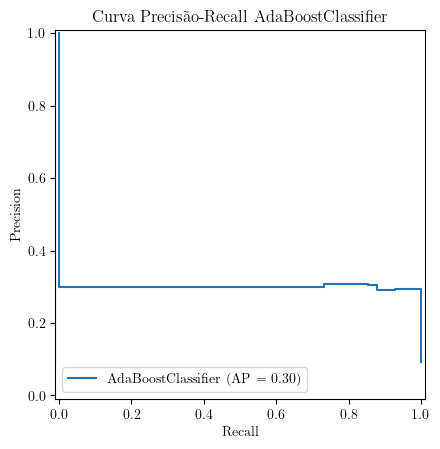 Curva Precisão-Recall AdaBoostClassifier
1.0
0.8
0.6
0.4
0.2
0.0
Precision
AdaBoostClassifier (AP = 0.30)
0.0 0.2 0.4 0.6 0.8 1.0
Recall